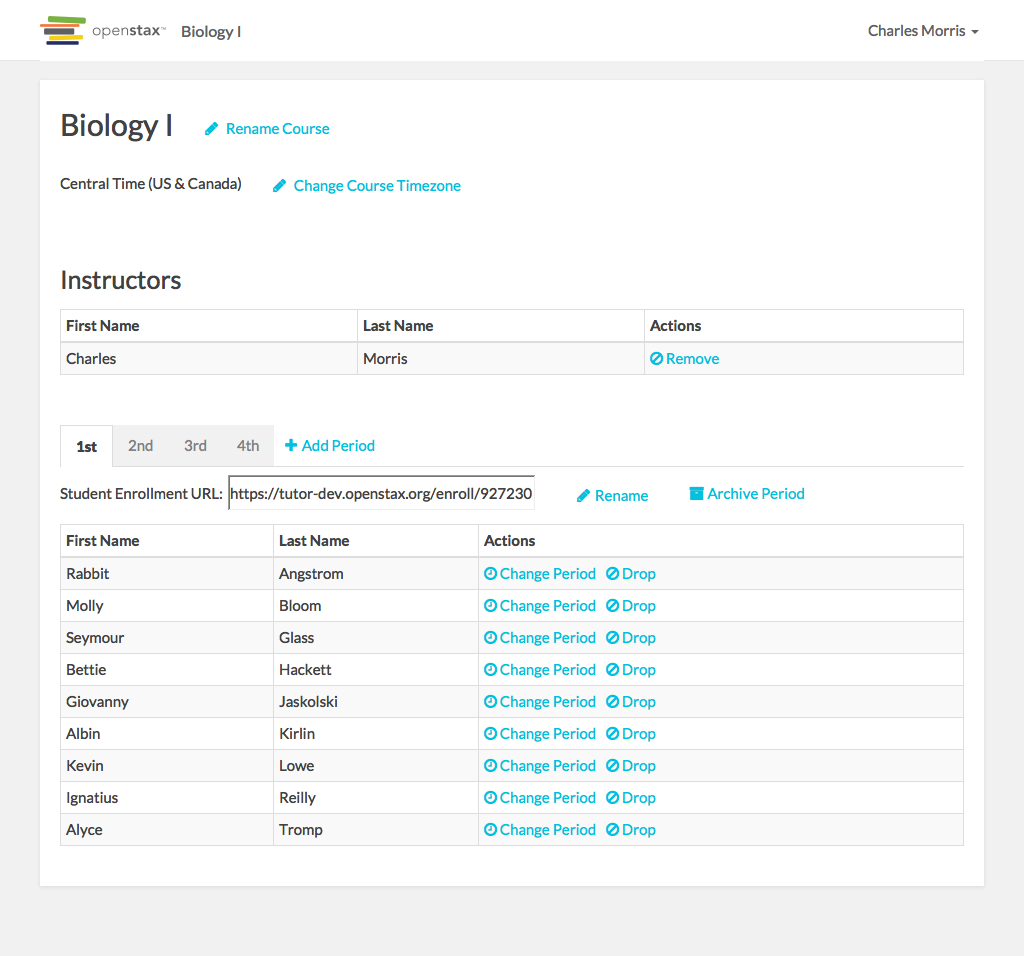 openstax™ Biology I Charles Morris
Biology I Rename Course
Central Time (US & Canada) Change Course Timezone
Instructors
First Name Last Name Actions
Charles Morris Remove
1st 2nd 3rd 4th Add Period
Student Enrollment URL: https://tutor-dev.openstax.org/enroll/927230 Rename Archive Period
First Name Last Name Actions
Rabbit Angstrom Change Period Drop
Molly Bloom Change Period Drop
Seymour Glass Change Period Drop
Bettie Hackett Change Period Drop
Giovanny Jaskolski Change Period Drop
Albin Kirlin Change Period Drop
Kevin Lowe Change Period Drop
Ignatius Reilly Change Period Drop
Alyce Tromp Change Period Drop